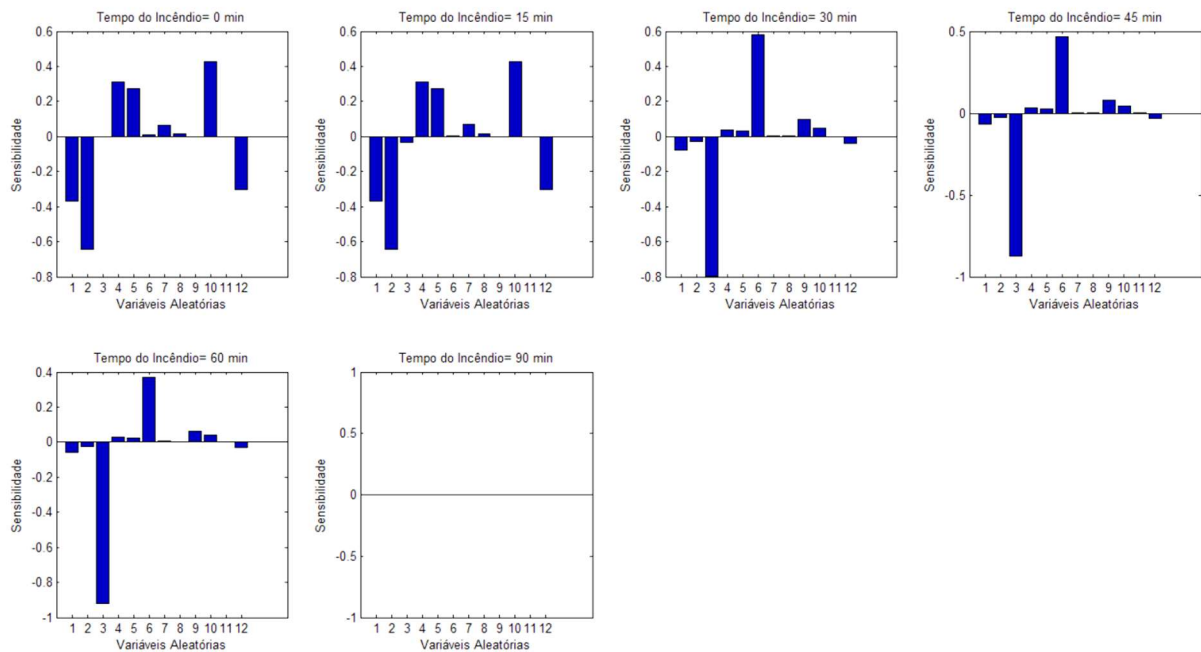 Tempo do Incêndio= 0 min
0.6
0.4
0.2
0
-0.2
-0.4
-0.6
-0.8
Sensibilidade
1 2 3 4 5 6 7 8 9 10 11 12
Variáveis Aleatórias
Tempo do Incêndio= 15 min
0.6
0.4
0.2
0
-0.2
-0.4
-0.6
-0.8
Sensibilidade
1 2 3 4 5 6 7 8 9 10 11 12
Variáveis Aleatórias
Tempo do Incêndio= 30 min
0.6
0.4
0.2
0
-0.2
-0.4
-0.6
-0.8
Sensibilidade
1 2 3 4 5 6 7 8 9 10 11 12
Variáveis Aleatórias
Tempo do Incêndio= 45 min
0.5
0
-0.5
-1
Sensibilidade
1 2 3 4 5 6 7 8 9 10 11 12
Variáveis Aleatórias
Tempo do Incêndio= 60 min
0.4
0.2
0
-0.2
-0.4
-0.6
-0.8
-1
Sensibilidade
1 2 3 4 5 6 7 8 9 10 11 12
Variáveis Aleatórias
Tempo do Incêndio= 90 min
1
0.5
0
-0.5
-1
Sensibilidade
1 2 3 4 5 6 7 8 9 10 11 12
Variáveis Aleatórias